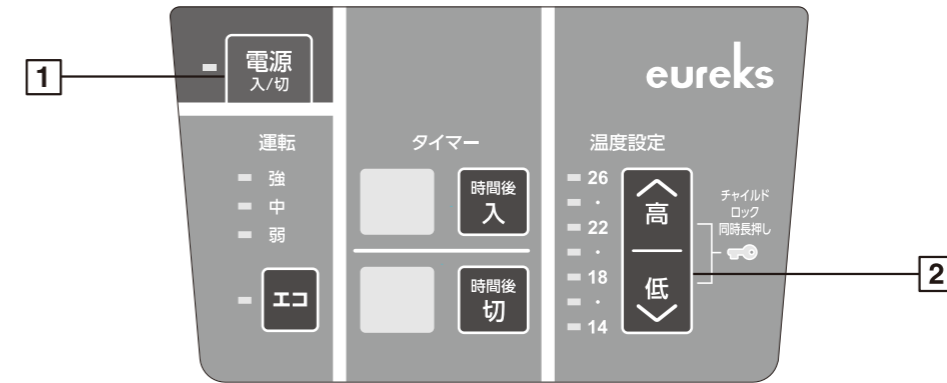 1
電源
入/切
eureks
運転
タイマー
温度設定
強
中
弱
エコ
時間後
入
時間後
切
26
・
22
・
18
・
14
高
低
チャイルド
ロック
同時長押し
2